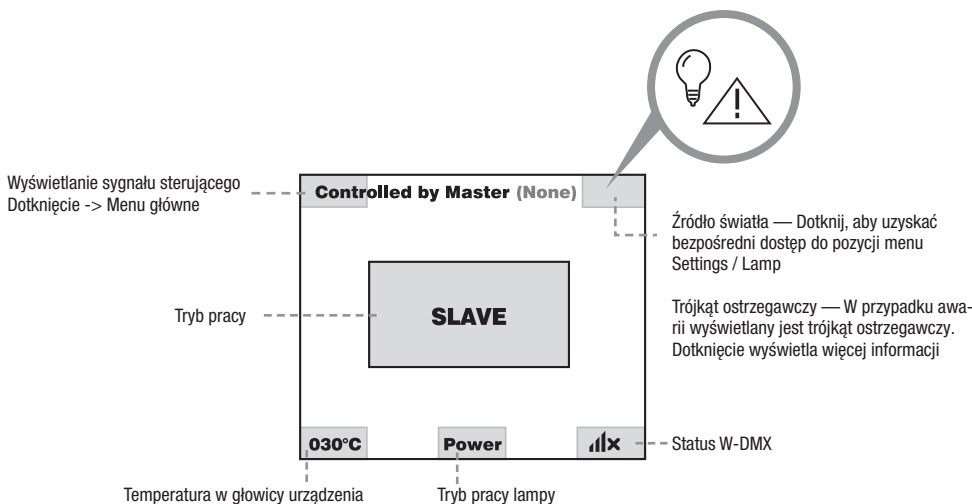 Wyświetlanie sygnału sterującego
Dotknięcie -> Menu główne
Controlled by Master (None)
Źródło światła — Dotknij, aby uzyskać
bezpośredni dostęp do pozycji menu
Settings / Lamp
Trójkąt ostrzegawczy — W przypadku awa-
rii wyświetlany jest trójkąt ostrzegawczy.
Dotknięcie wyświetla więcej informacji
Tryb pracy
SLAVE
030°C
Power
Status W-DMX
Temperatura w głowicy urządzenia
Tryb pracy lampy